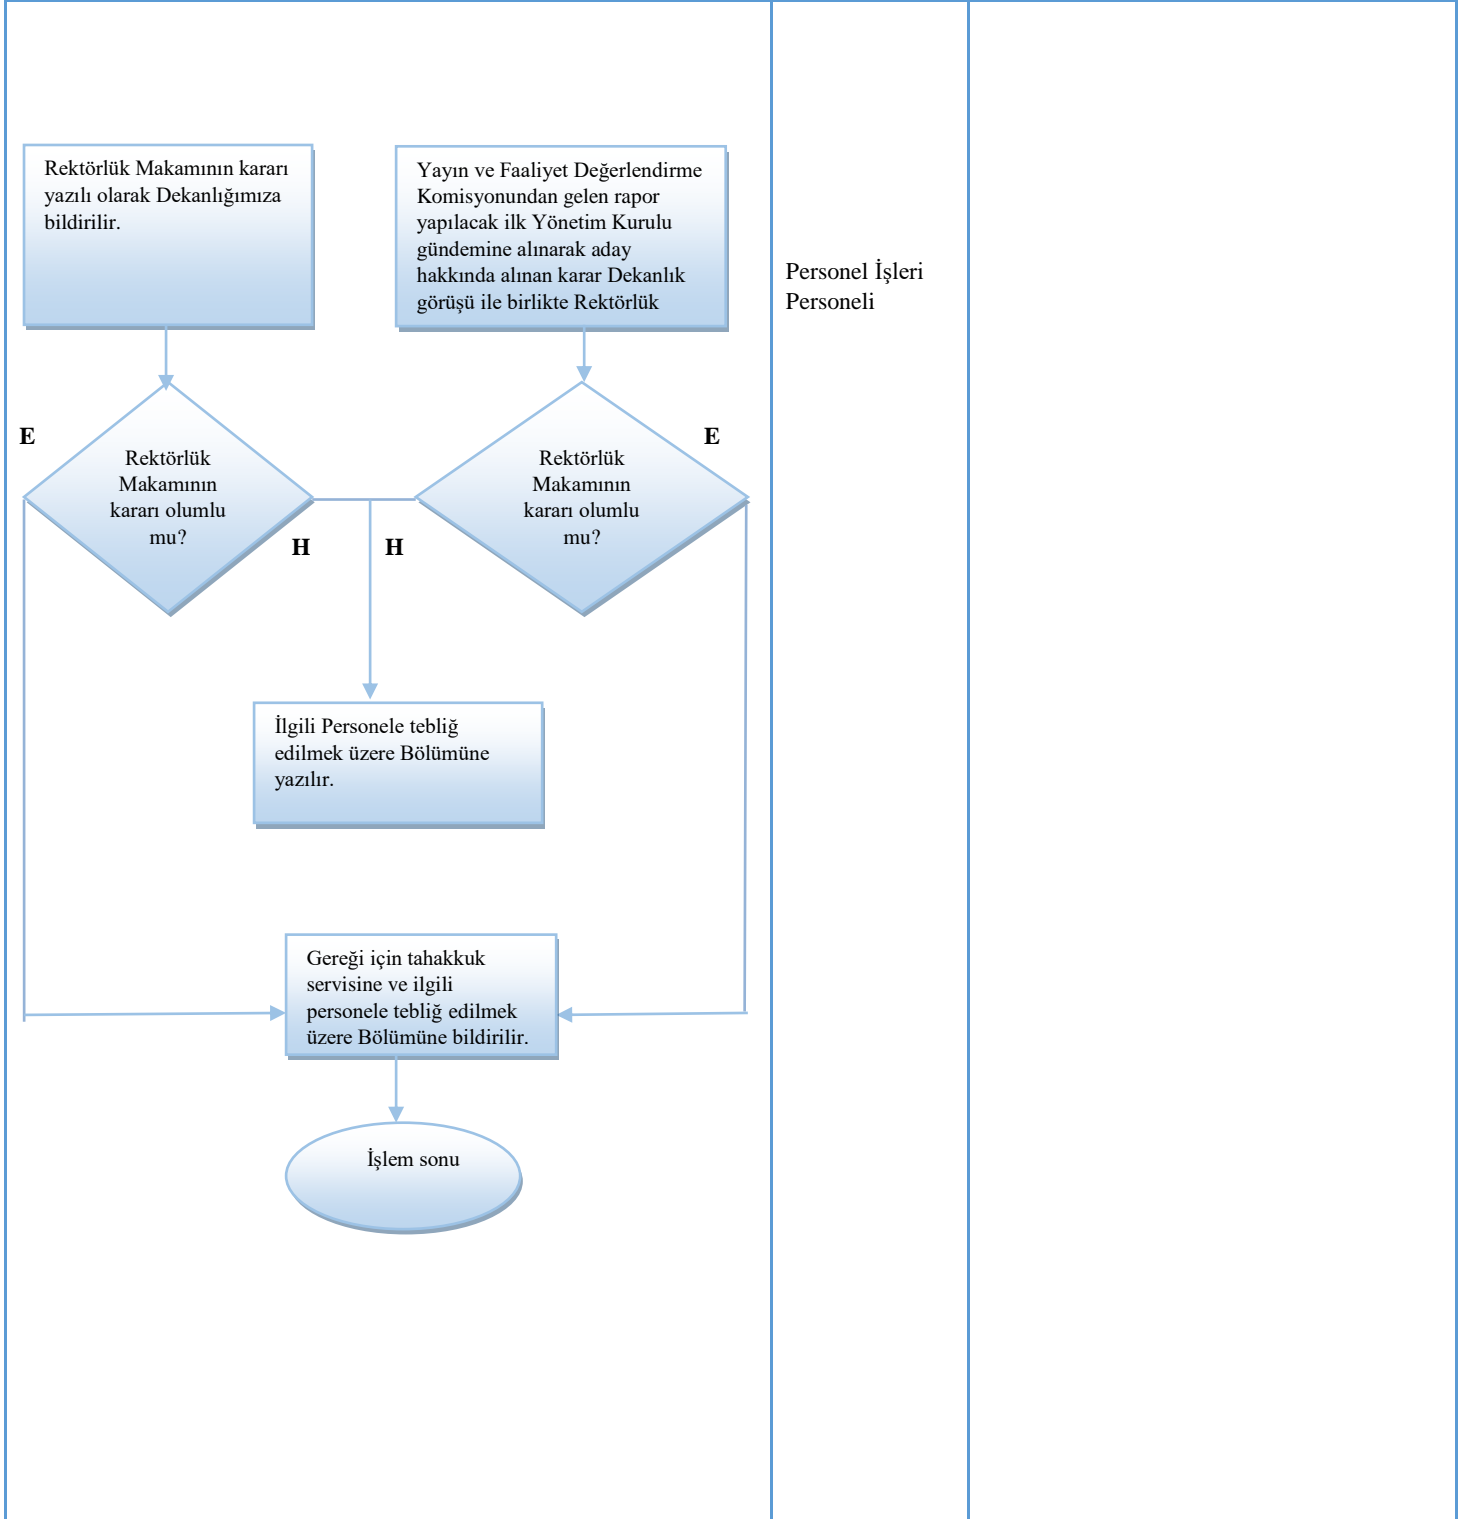 Rektörlük Makamının kararı
yazılı olarak Dekanlığımıza
bildirilir.
Yayın ve Faaliyet Değerlendirme
Komisyonundan gelen rapor
yapılacak ilk Yönetim Kurulu
gündemine alınarak aday
hakkında alınan karar Dekanlık
görüşü ile birlikte Rektörlük
Personel İşleri
Personeli
E
Rektörlük
Makamının
kararı olumlu
mu?
H
H
Rektörlük
Makamının
kararı olumlu
mu?
E
İlgili Personele tebliğ
edilmek üzere Bölümüne
yazılır.
Gereği için tahakkuk
servisine ve ilgili
personele tebliğ edilmek
üzere Bölümüne bildirilir.
İşlem sonu